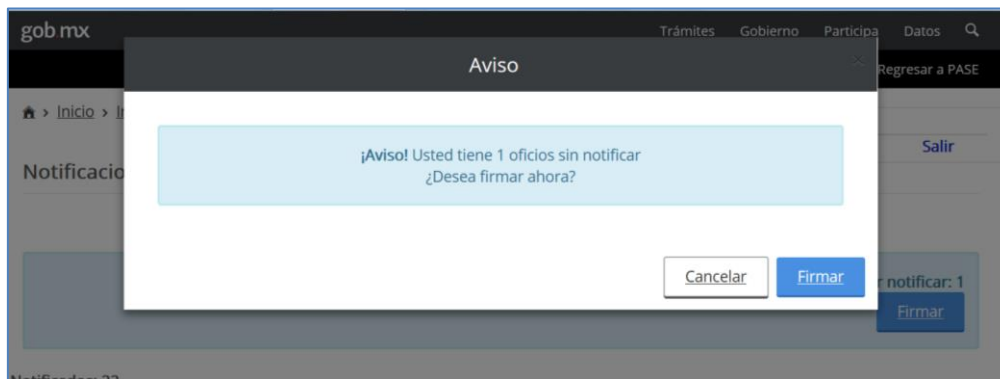 gob mx
Trámites Gobierno Participa Datos
Aviso
Regresar a PASE
Inicio
¡Aviso! Usted tiene 1 oficios sin notificar
¿Desea firmar ahora?
Salir
Notificacio
Cancelar Firmar
notificar: 1
Firmar